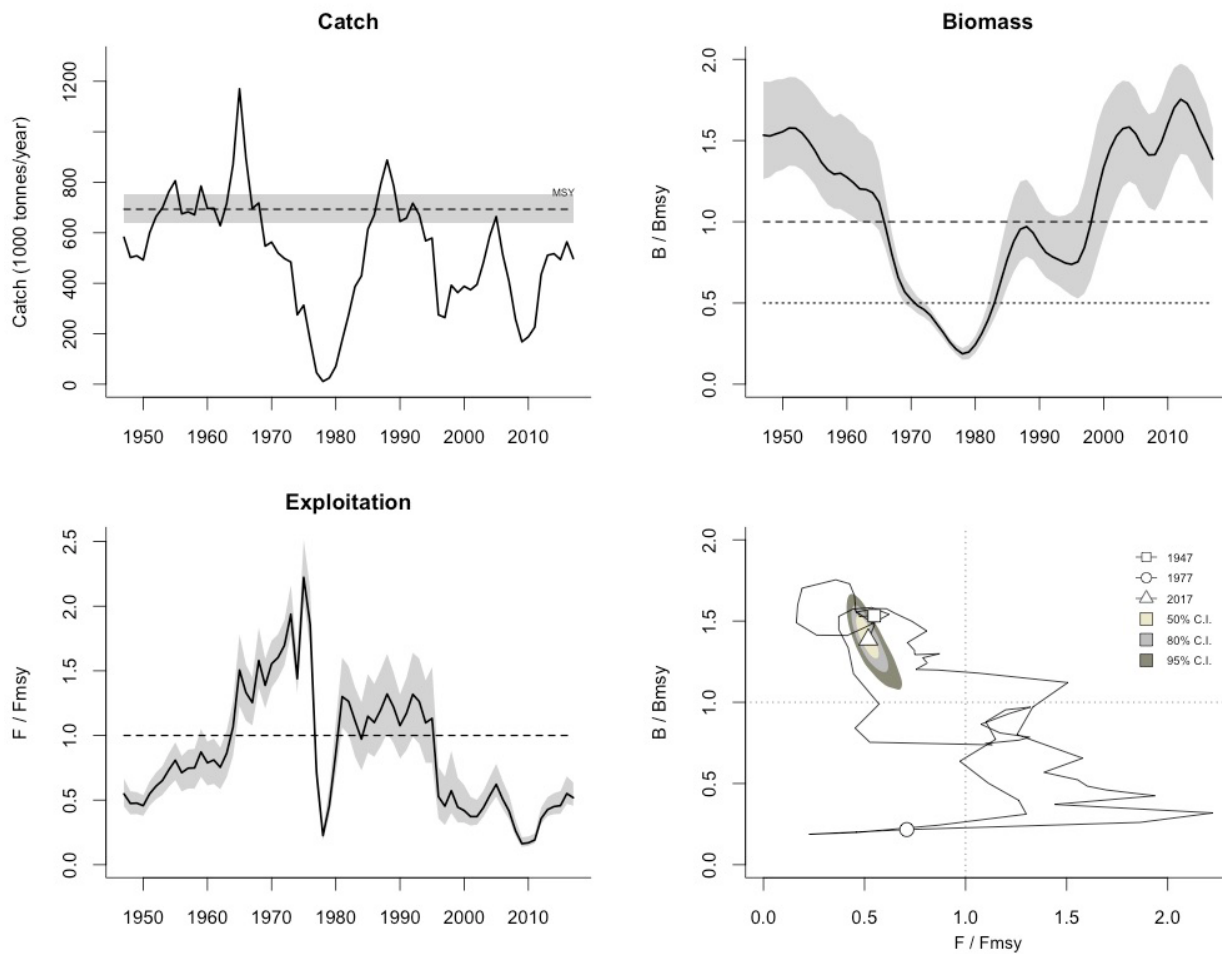 Catch
Catch (1000 tonnes/year)
1200
800
600
400
200
0
MSY
1950 1960 1970 1980 1990 2000 2010
Biomass
B / Bmsy
2.0
1.5
1.0
0.5
0.0
1950 1960 1970 1980 1990 2000 2010
Exploitation
F / Fmsy
2.5
2.0
1.5
1.0
0.5
0.0
1950 1960 1970 1980 1990 2000 2010
B / Bmsy
2.0
1.5
1.0
0.5
0.0
1947
1977
2017
50% C.I.
80% C.I.
95% C.I.
0.0 0.5 1.0 1.5 2.0
F / Fmsy